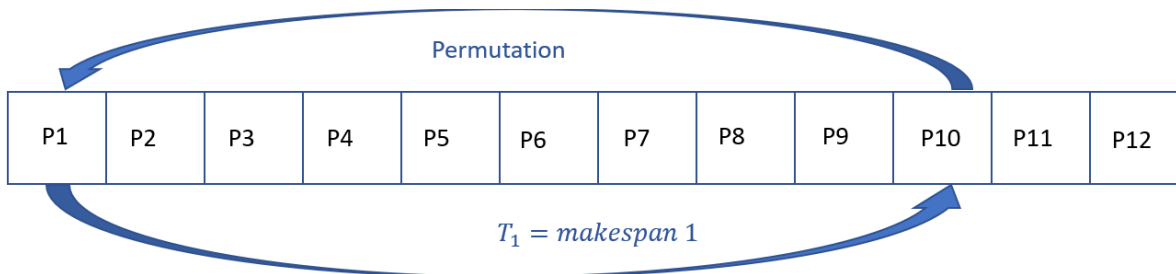 Permutation
P1 P2 P3 P4 P5 P6 P7 P8 P9 P10 P11 P12
T₁ = makespan 1